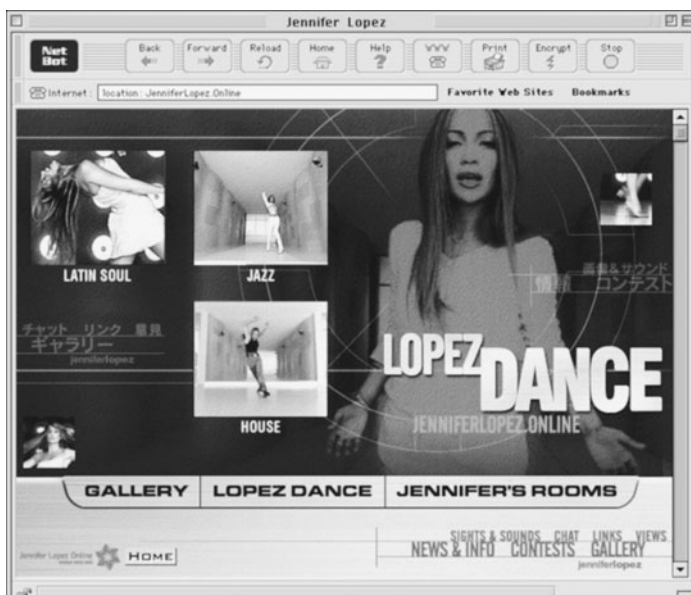 Jennifer Lopez
Net
Bot
Back Forward Reload Home Help WWW Print Encrypt Stop
Internet: location: JenniferLopez.Online Favorite Web Sites Bookmarks
LATIN SOUL JAZZ
画像&サウンド
情報 コンテスト
チャット リンク 意見
ギャラリー
jenniferlopez
LOPEZ
DANCE
JENNIFERLOPEZ.ONLINE
HOUSE
GALLERY LOPEZ DANCE JENNIFER'S ROOMS
SIGHTS & SOUNDS CHAT LINKS VIEWS
NEWS & INFO CONTESTS GALLERY
jenniferlopez
Jennifer Lopez Online
HOME